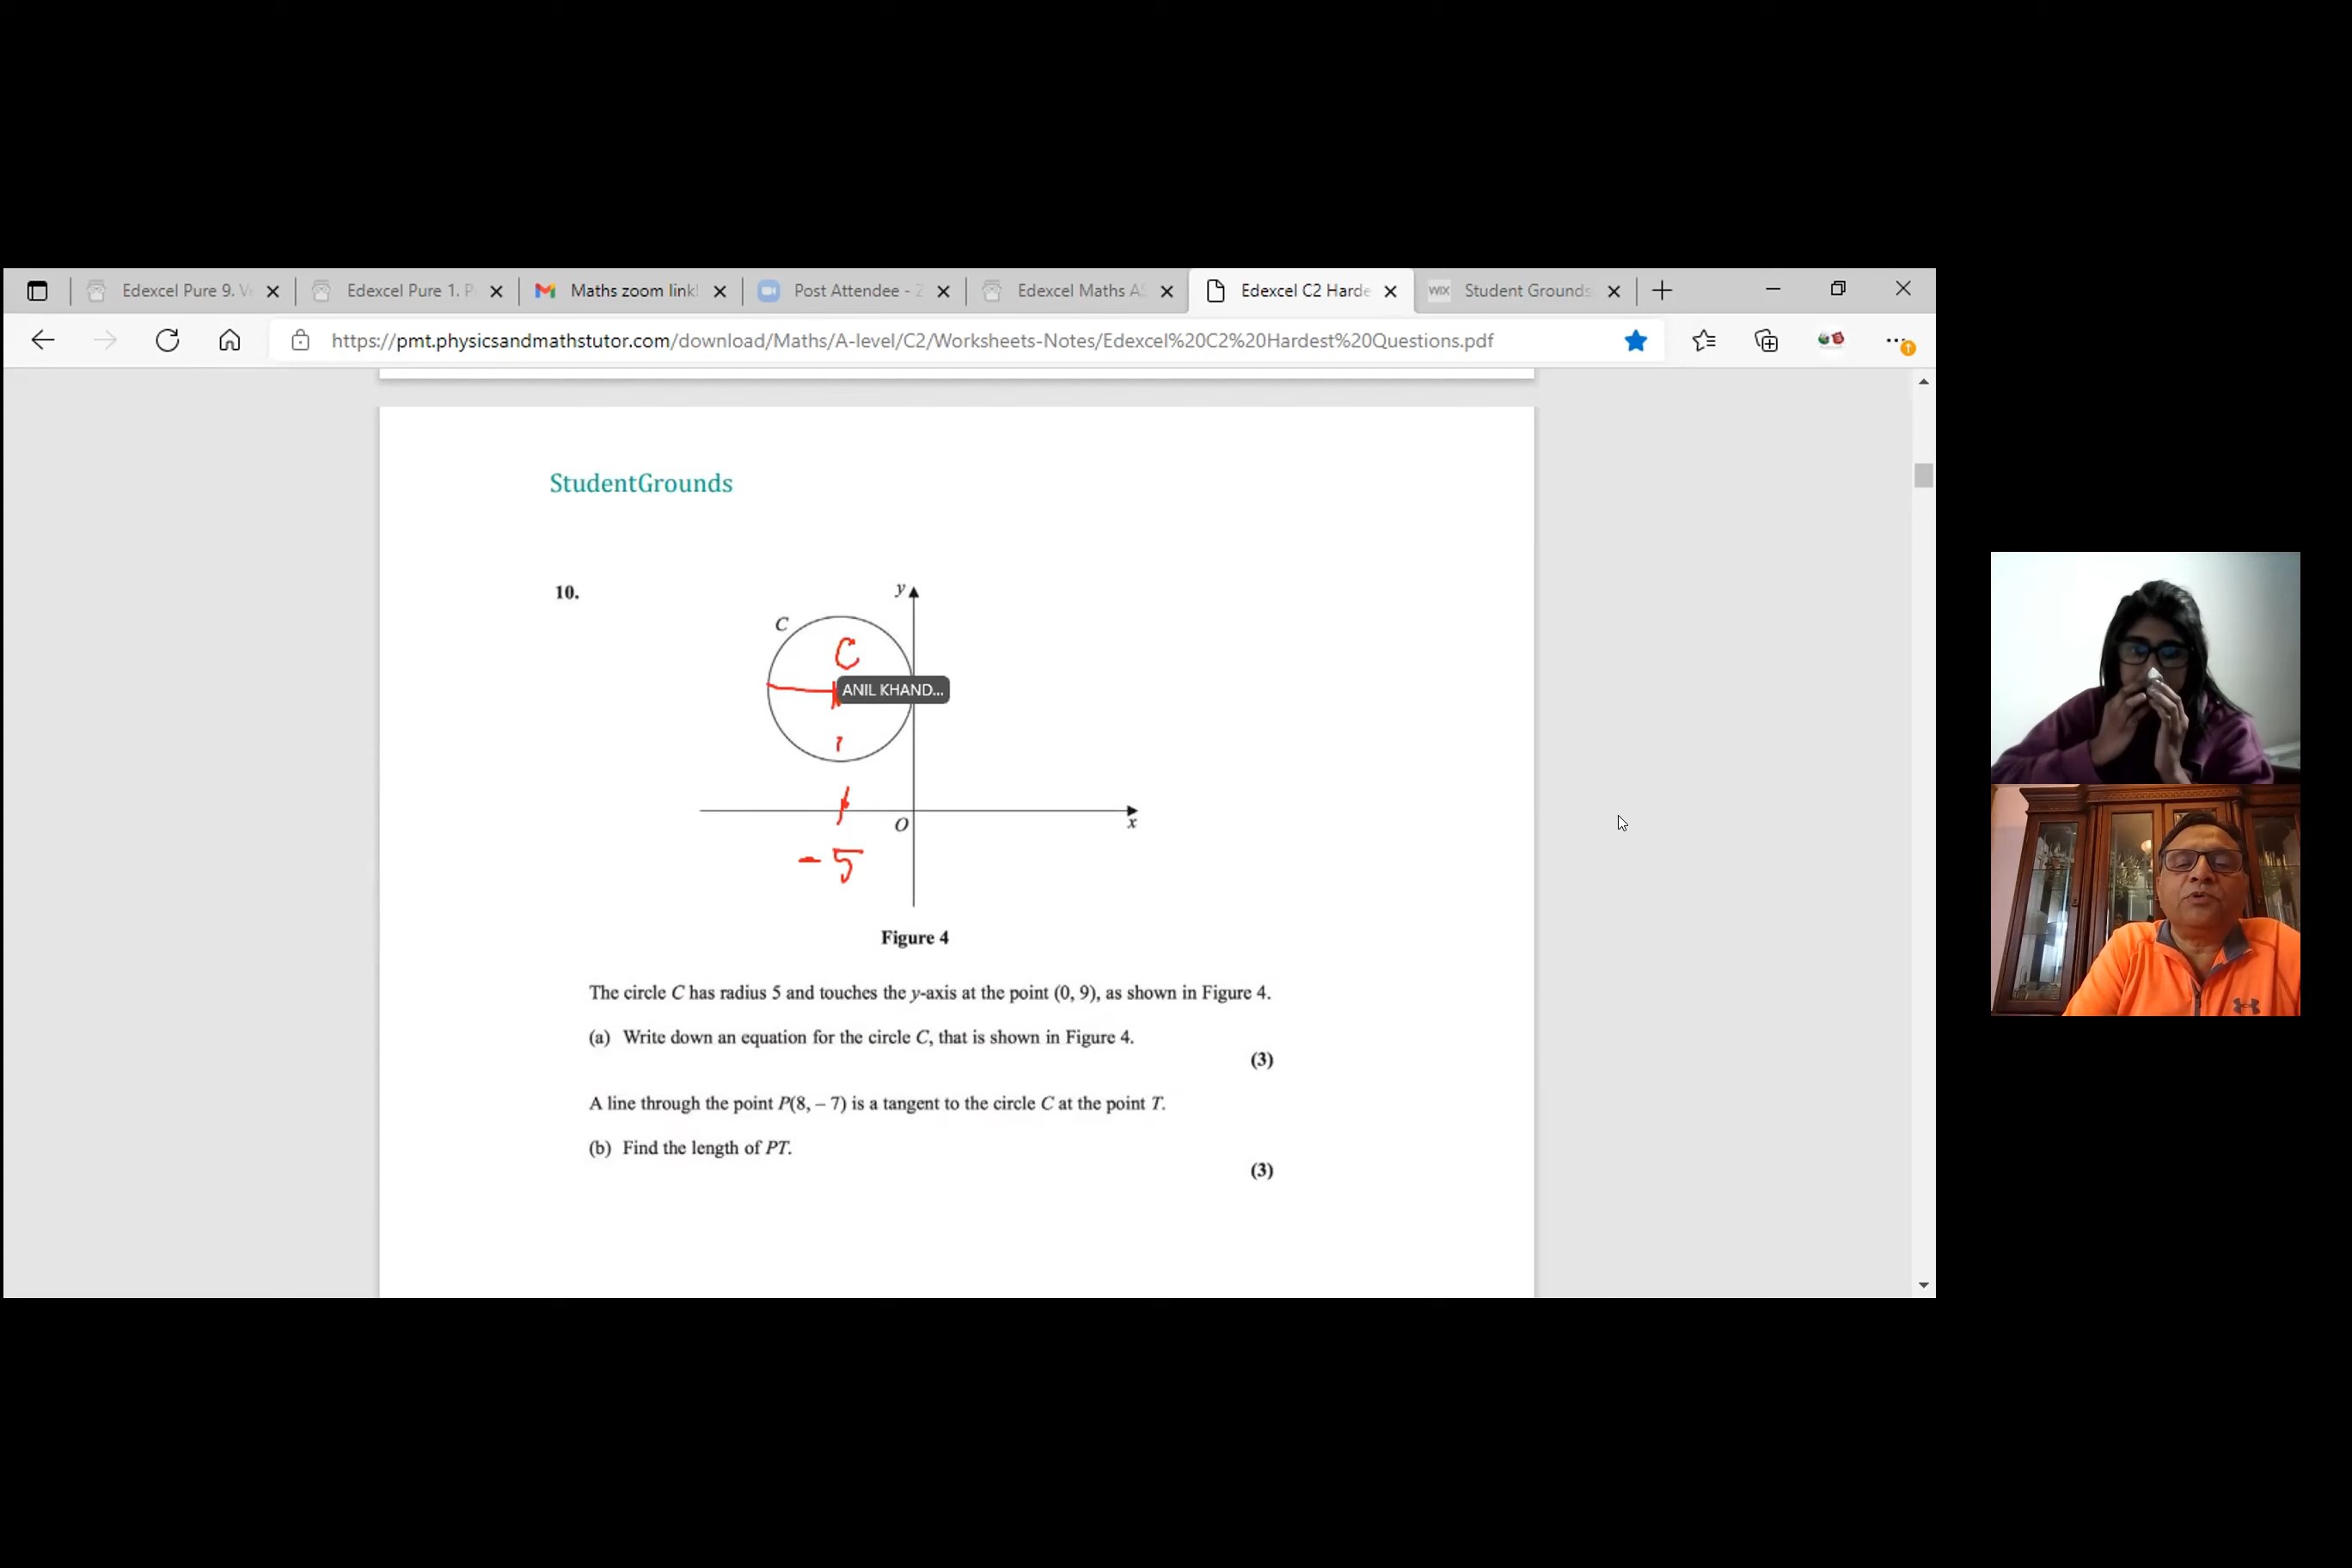 Edexcel Pure 9. V
Edexcel Pure 1. P
Maths zoom link
Post Attendee - Z
Edexcel Maths A
Edexcel C2 Harde
WIX
Student Grounds
https://pmt.physicsandmathstutor.com/download/Maths/A-level/C2/Worksheets-Notes/Edexcel%20C2%20Hardest%20Questions.pdf
StudentGrounds
10.
y
C
C
ANIL KHAND...
O
x
- 5
Figure 4
The circle C has radius 5 and touches the y-axis at the point (0, 9), as shown in Figure 4.
(a) Write down an equation for the circle C, that is shown in Figure 4.
(3)
A line through the point P(8, – 7) is a tangent to the circle C at the point T.
(b) Find the length of PT.
(3)